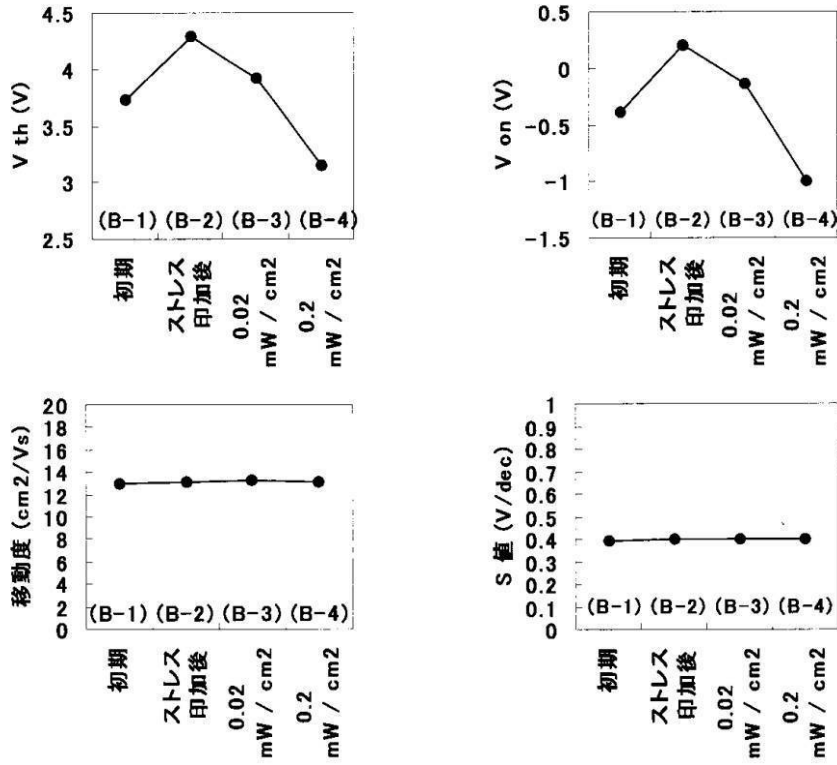 4.5
4
3.5
3
2.5
V th (V)
(B-1) (B-2) (B-3) (B-4)
初期
ストレス
印加後
0.02
mW / cm2
0.2
mW / cm2
0.5
0
-0.5
-1
-1.5
V on (V)
(B-1) (B-2) (B-3) (B-4)
初期
ストレス
印加後
0.02
mW / cm2
0.2
mW / cm2
20
18
16
14
12
10
8
6
4
2
0
移動度 (cm2/Vs)
(B-1) (B-2) (B-3) (B-4)
初期
ストレス
印加後
0.02
mW / cm2
0.2
mW / cm2
1
0.9
0.8
0.7
0.6
0.5
0.4
0.3
0.2
0.1
0
S 値 (V/dec)
(B-1) (B-2) (B-3) (B-4)
初期
ストレス
印加後
0.02
mW / cm2
0.2
mW / cm2